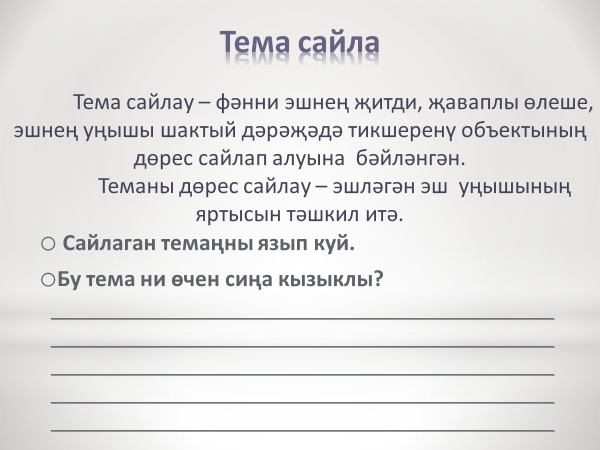 Тема сайла
Тема сайлау – фәнни эшнең җитди, җаваплы өлеше,
эшнең уңышы шактый дәрәҗәдә тикшеренү объектының
дөрес сайлап алуына бәйләнгән.
Теманы дөрес сайлау – эшләгән эш уңышының
яртысын тәшкил итә.
Сайлаган темаңны язып куй.
Бу тема ни өчен сиңа кызыклы?